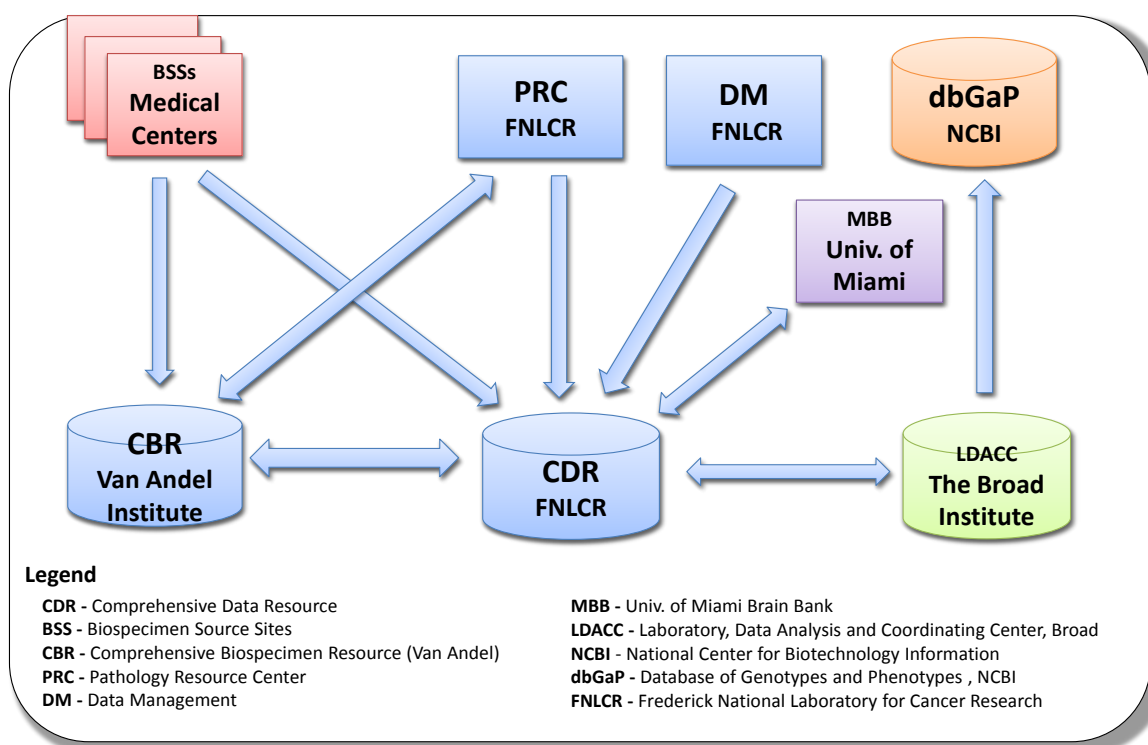 BSSs
Medical
Centers
PRC
FNLCR
DM
FNLCR
dbGaP
NCBI
MBB
Univ. of
Miami
CBR
Van Andel
Institute
CDR
FNLCR
LDACC
The Broad
Institute
Legend
CDR - Comprehensive Data Resource
BSS - Biospecimen Source Sites
CBR - Comprehensive Biospecimen Resource (Van Andel)
PRC - Pathology Resource Center
DM - Data Management
MBB - Univ. of Miami Brain Bank
LDACC - Laboratory, Data Analysis and Coordinating Center, Broad
NCBI - National Center for Biotechnology Information
dbGaP - Database of Genotypes and Phenotypes , NCBI
FNLCR - Frederick National Laboratory for Cancer Research